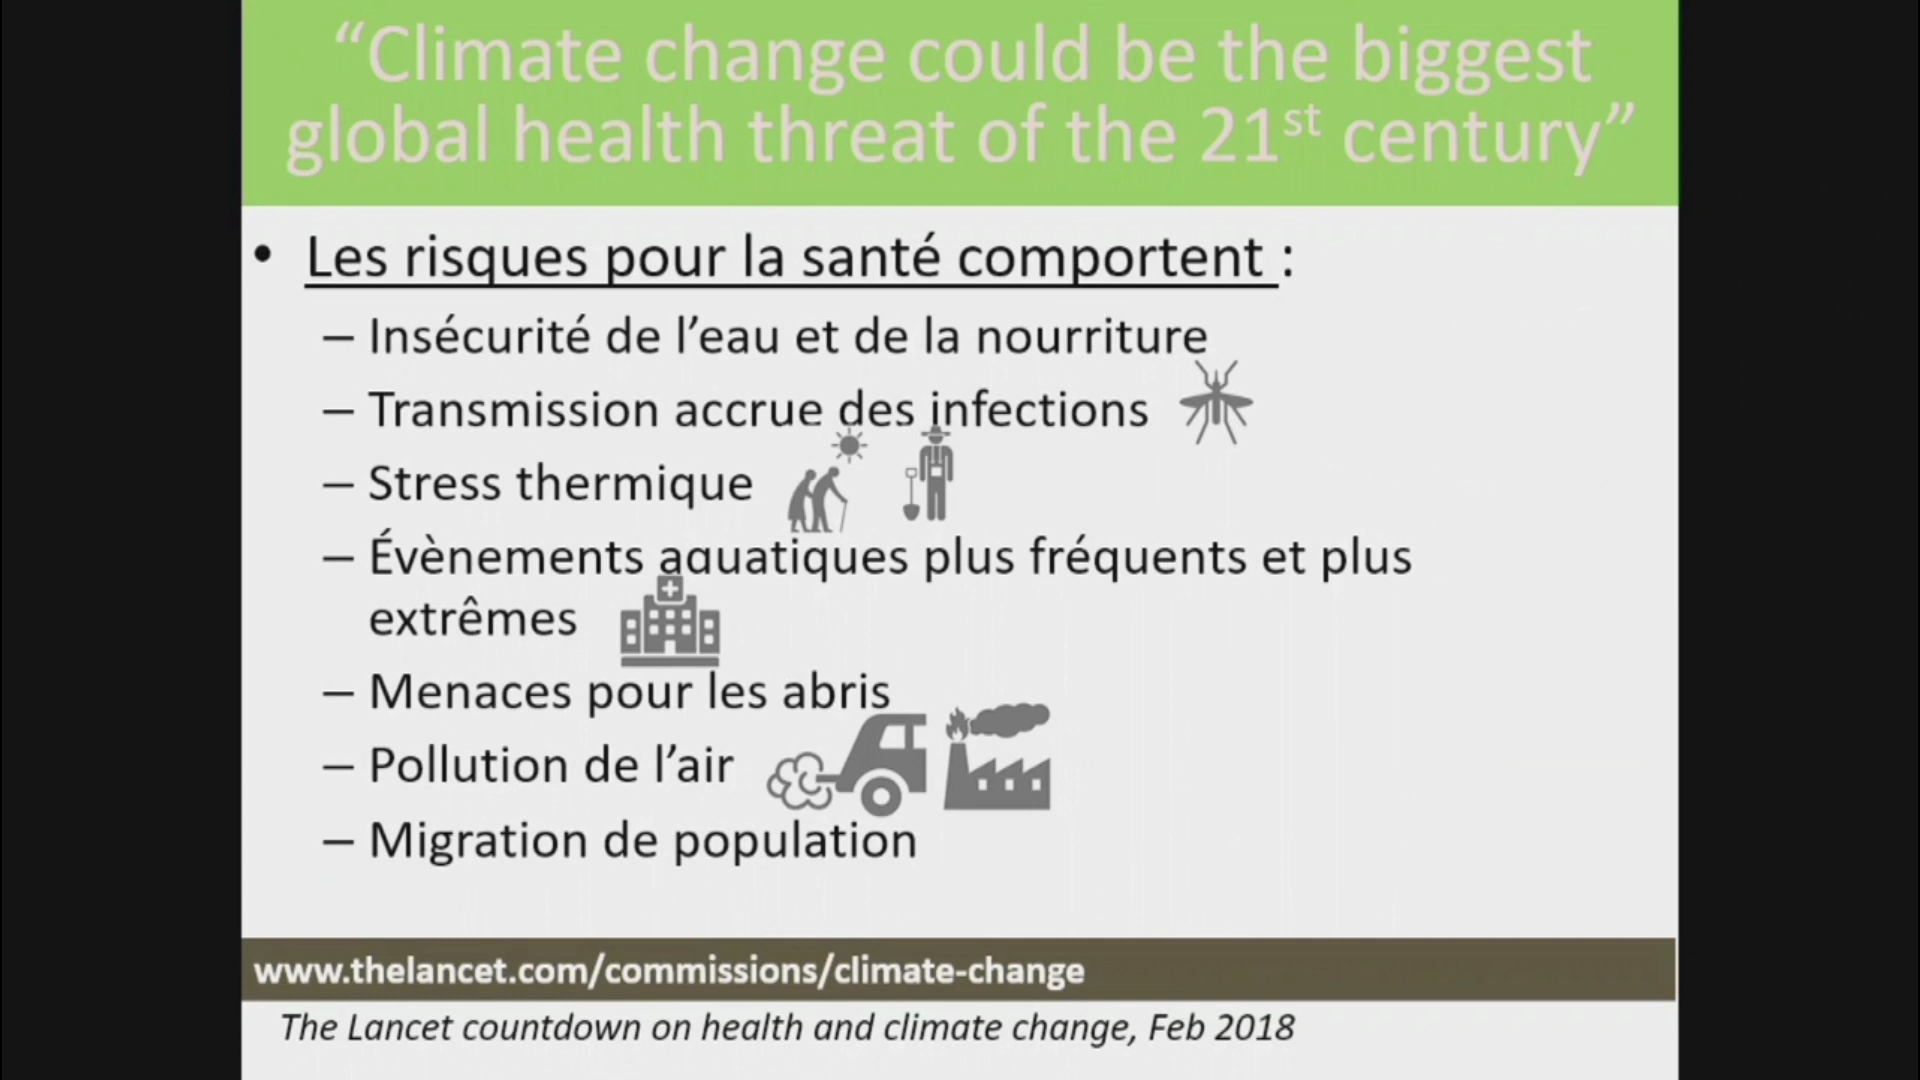 “Climate change could be the biggest
global health threat of the 21st century”
• Les risques pour la santé comportent :
– Insécurité de l’eau et de la nourriture
– Transmission accrue des infections
– Stress thermique
– Évènements aquatiques plus fréquents et plus
extrêmes
– Menaces pour les abris
– Pollution de l’air
– Migration de population
www.thelancet.com/commissions/climate-change
The Lancet countdown on health and climate change, Feb 2018